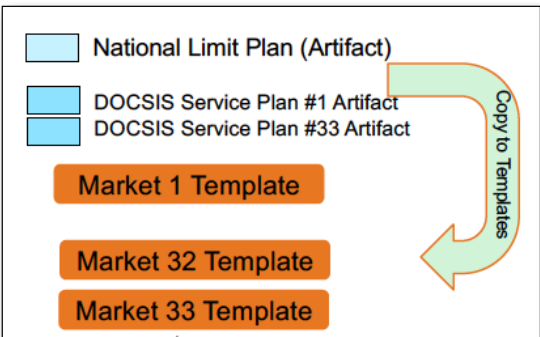 National Limit Plan (Artifact)
DOCSIS Service Plan #1 Artifact
DOCSIS Service Plan #33 Artifact
Copy to Templates
Market 1 Template
Market 32 Template
Market 33 Template